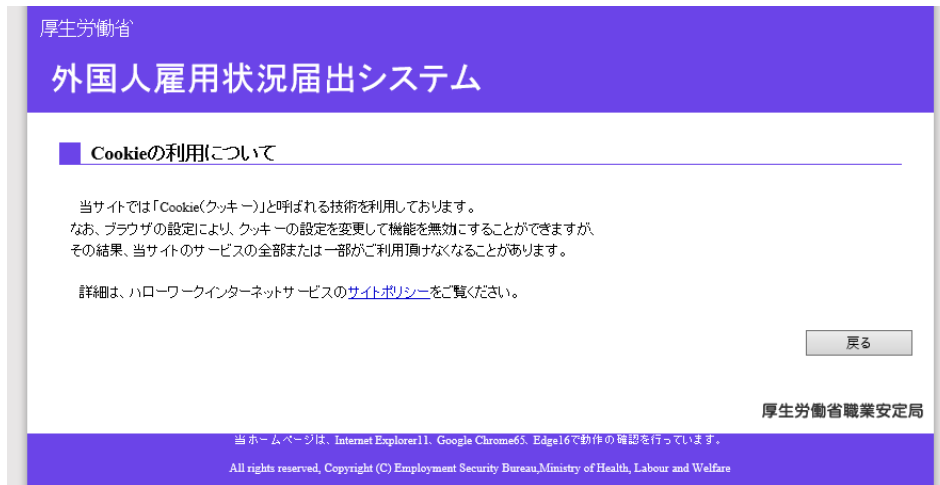 厚生労働省
外国人雇用状況届出システム
Cookieの利用について
当サイトでは「Cookie(クッキー)」と呼ばれる技術を利用しております。
なお、ブラウザの設定により、クッキーの設定を変更して機能を無効にすることができますが、
その結果、当サイトのサービスの全部または一部がご利用頂けなくなることがあります。
詳細は、ハローワークインターネットサービスのサイトポリシーをご覧ください。
戻る
厚生労働省職業安定局
当ホームページは、Internet Explorer11、Google Chrome65、Edge16で動作の確認を行っています。
All rights reserved, Copyright (C) Employment Security Bureau,Ministry of Health, Labour and Welfare